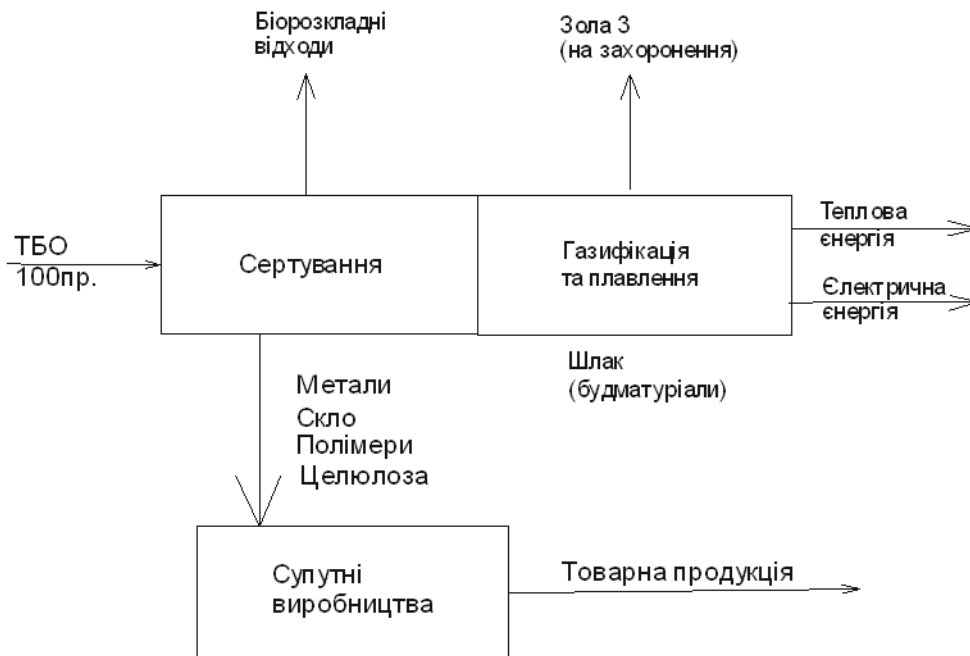 Біорозкладні
відходи
Зола 3
(на захоронення)
ТБО
100пр.
Сертування
Газифікація
та плавлення
Теплова
єнергія
Єлектрична
єнергія
Шлак
(будматуріали)
Метали
Скло
Полімери
Целюлоза
Супутні
виробництва
Товарна продукція